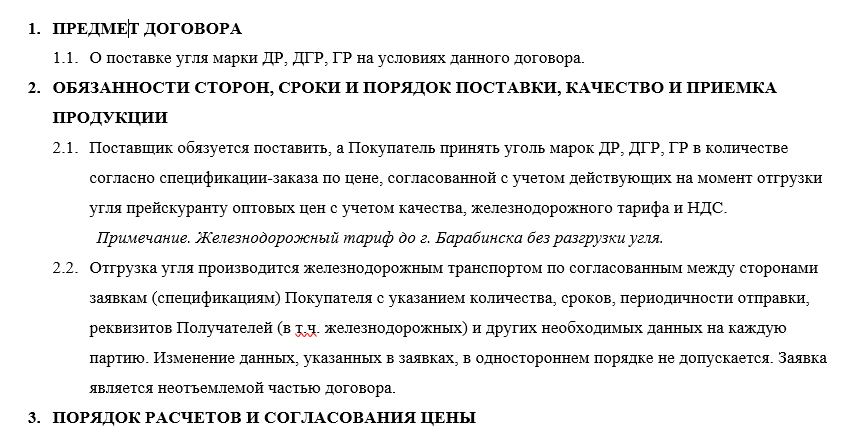 1. ПРЕДМЕТ ДОГОВОРА
1.1. О поставке угля марки ДР, ДГР, ГР на условиях данного договора.
2. ОБЯЗАННОСТИ СТОРОН, СРОКИ И ПОРЯДОК ПОСТАВКИ, КАЧЕСТВО И ПРИЕМКА
ПРОДУКЦИИ
2.1. Поставщик обязуется поставить, а Покупатель принять уголь марок ДР, ДГР, ГР в количестве
согласно спецификации-заказа по цене, согласованной с учетом действующих на момент отгрузки
угля прейскуранту оптовых цен с учетом качества, железнодорожного тарифа и НДС.
Примечание. Железнодорожный тариф до г. Барабинска без разгрузки угля.
2.2. Отгрузка угля производится железнодорожным транспортом по согласованным между сторонами
заявкам (спецификациям) Покупателя с указанием количества, сроков, периодичности отправки,
реквизитов Получателей (в т.ч. железнодорожных) и других необходимых данных на каждую
партию. Изменение данных, указанных в заявках, в одностороннем порядке не допускается. Заявка
является неотъемлемой частью договора.
3. ПОРЯДОК РАСЧЕТОВ И СОГЛАСОВАНИЯ ЦЕНЫ